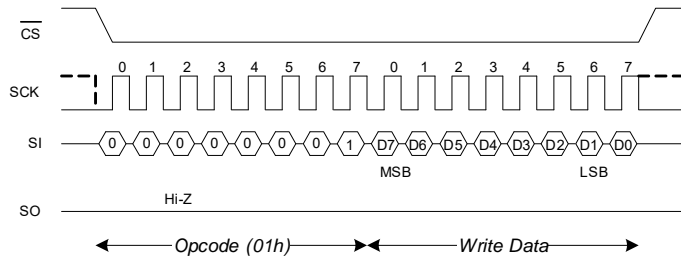 CS
SCK 0 1 2 3 4 5 6 7 0 1 2 3 4 5 6 7
SI 0 0 0 0 0 0 0 1 D7 D6 D5 D4 D3 D2 D1 D0
MSB LSB
Hi-Z
SO
Opcode (01h) Write Data